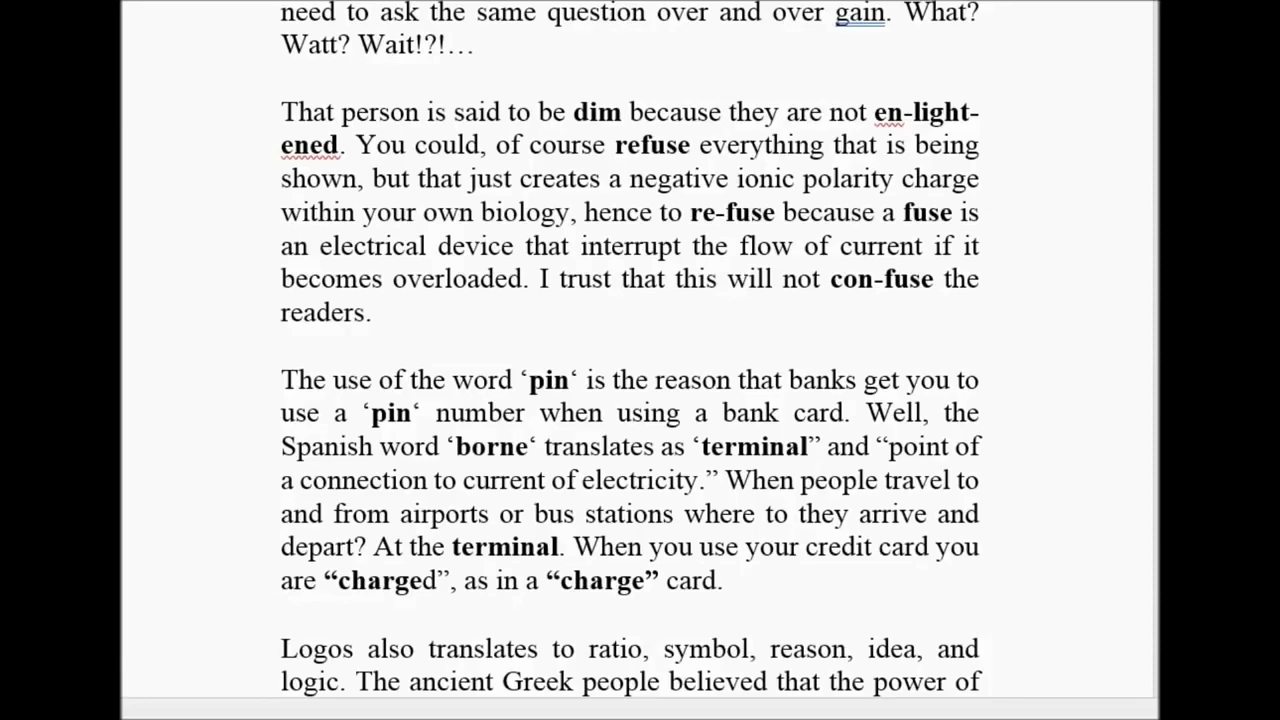 need to ask the same question over and over gain. What?
Watt? Wait!?!…
That person is said to be dim because they are not en-light-
ened. You could, of course refuse everything that is being
shown, but that just creates a negative ionic polarity charge
within your own biology, hence to re-fuse because a fuse is
an electrical device that interrupt the flow of current if it
becomes overloaded. I trust that this will not con-fuse the
readers.
The use of the word ‘pin‘ is the reason that banks get you to
use a ‘pin‘ number when using a bank card. Well, the
Spanish word ‘borne‘ translates as ‘terminal” and “point of
a connection to current of electricity.” When people travel to
and from airports or bus stations where to they arrive and
depart? At the terminal. When you use your credit card you
are “charged”, as in a “charge” card.
Logos also translates to ratio, symbol, reason, idea, and
logic. The ancient Greek people believed that the power of